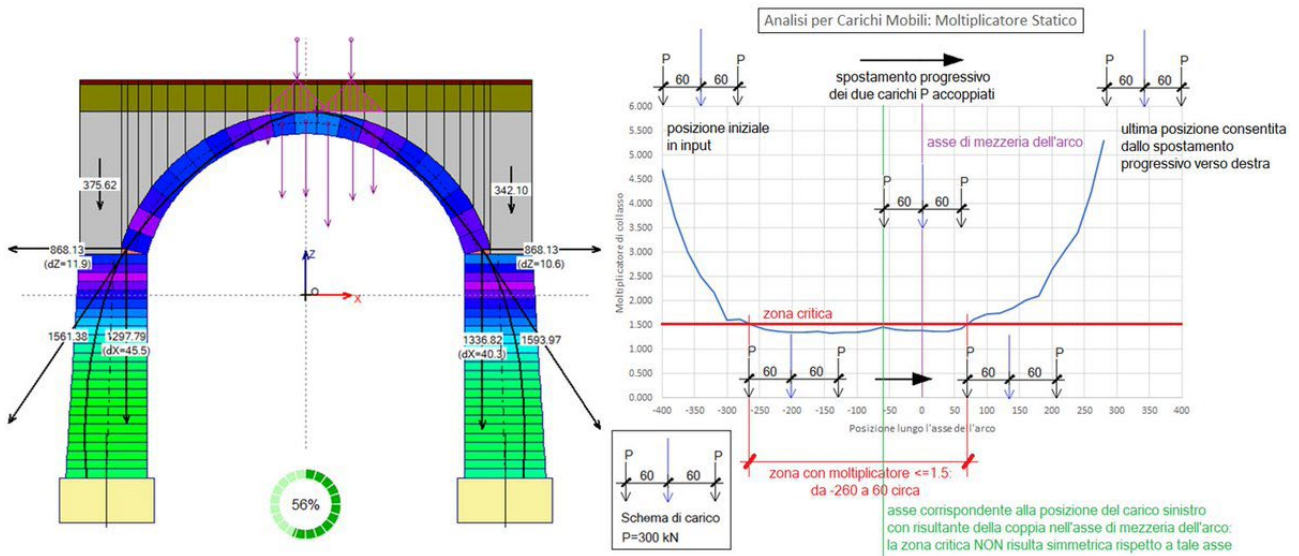 375.62
342.10
868.13
(dZ=11.9)
868.13
(dZ=10.6)
Z
O
X
1561.38
1297.79
(dX=45.5)
1336.82
(dX=40.3)
1593.97
56%
Analisi per Carichi Mobili: Moltiplicatore Statico
P P
60 60
spostamento progressivo
dei due carichi P accoppiati
P P
60 60
posizione iniziale
in input
asse di mezzeria dell'arco
ultima posizione consentita
dallo spostamento
progressivo verso destra
P P
60 60
Moltiplicatore di collasso
6.000
5.500
5.000
4.500
4.000
3.500
3.000
2.500
2.000
1.500
1.000
0.500
0.000
zona critica
P P
60 60
P P
60 60
-400 -350 -300 -250 -200 -150 -100 -50 0 50 100 150 200 250 300 350 400
Posizione lungo l'asse dell'arco
P P
60 60
Schema di carico
P=300 kN
zona con moltiplicatore <=1.5:
da -260 a 60 circa
asse corrispondente alla posizione del carico sinistro
con risultante della coppia nell'asse di mezzeria dell'arco:
la zona critica NON risulta simmetrica rispetto a tale asse